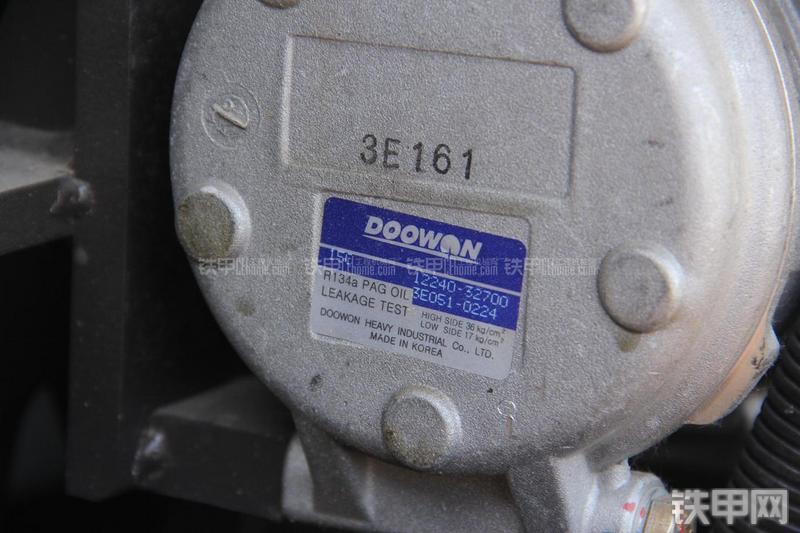 3E161
DOOWON
12240-32700
R134a PAG OIL 3E051-0224
LEAKAGE TEST HIGH SIDE 36 kg/cm²
LOW SIDE 17 kg/cm²
DOOWON HEAVY INDUSTRIAL Co., LTD.
MADE IN KOREA
铁甲网